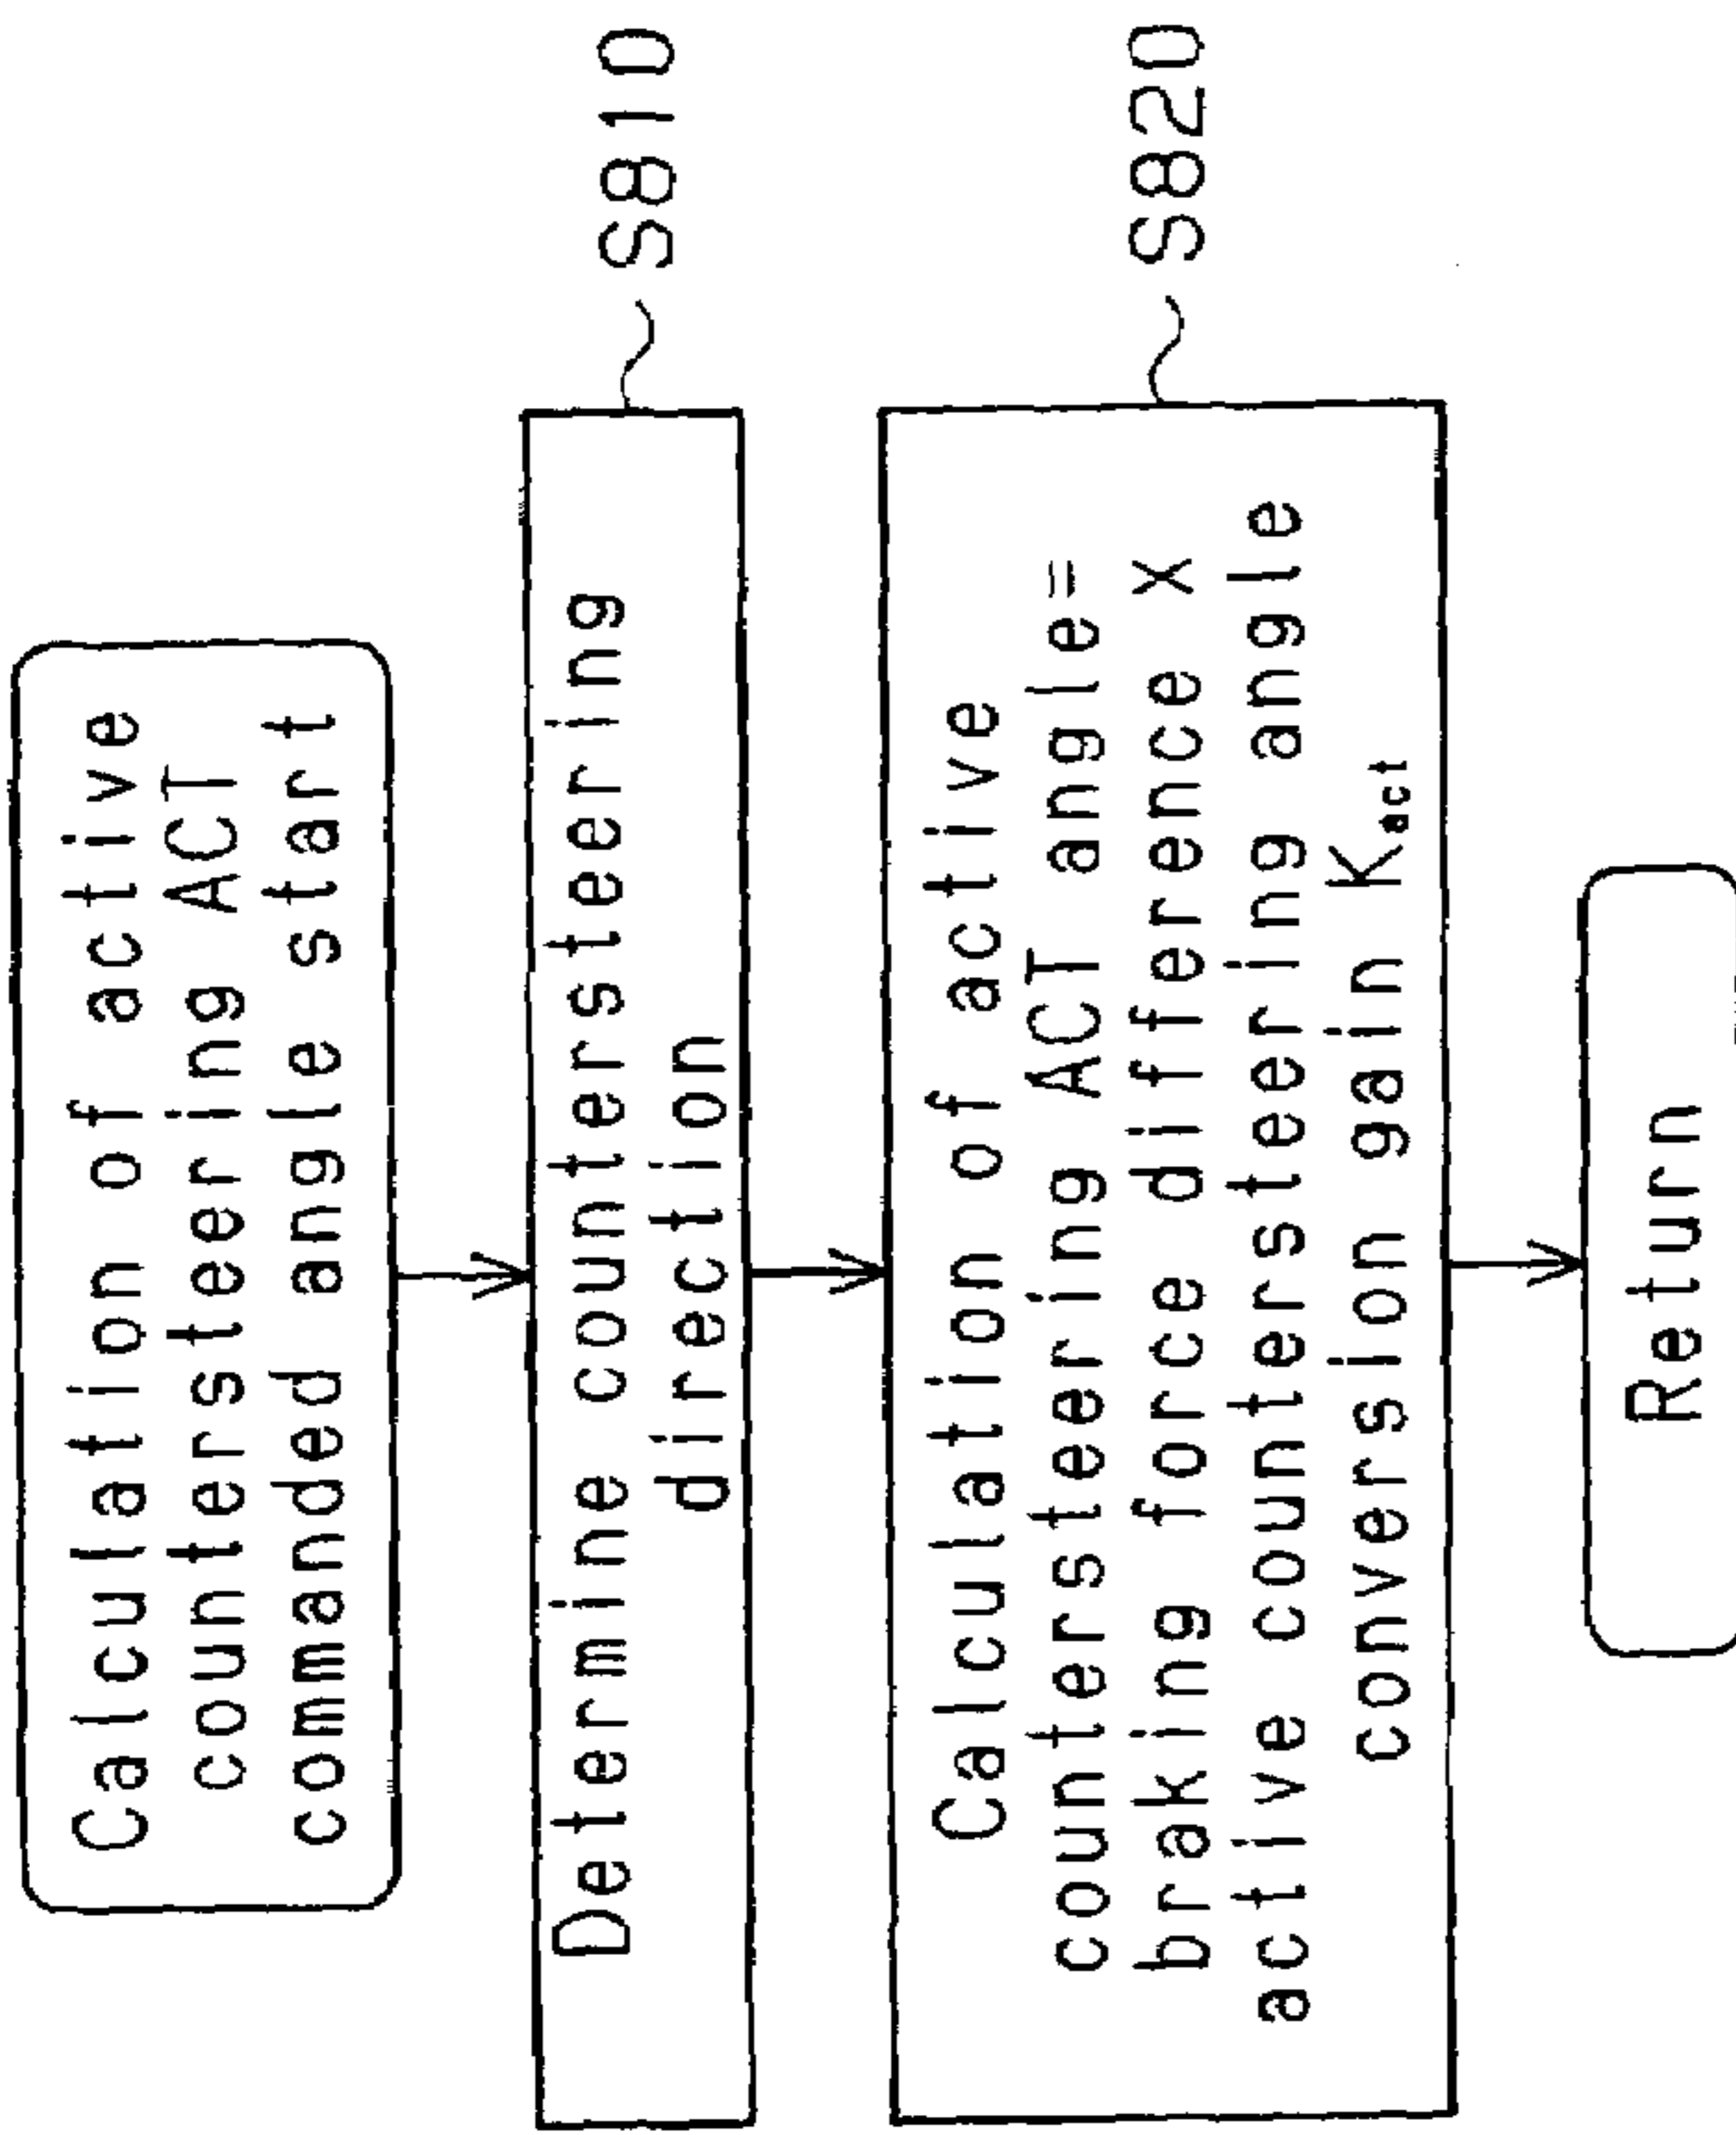 Calculation of active
countersteering ACT
commanded angle start
Determine countersteering
direction
S810
Calculation of active
countersteering ACT angle=
braking force difference x
active countersteering angle
conversion gain Kact
S820
Return